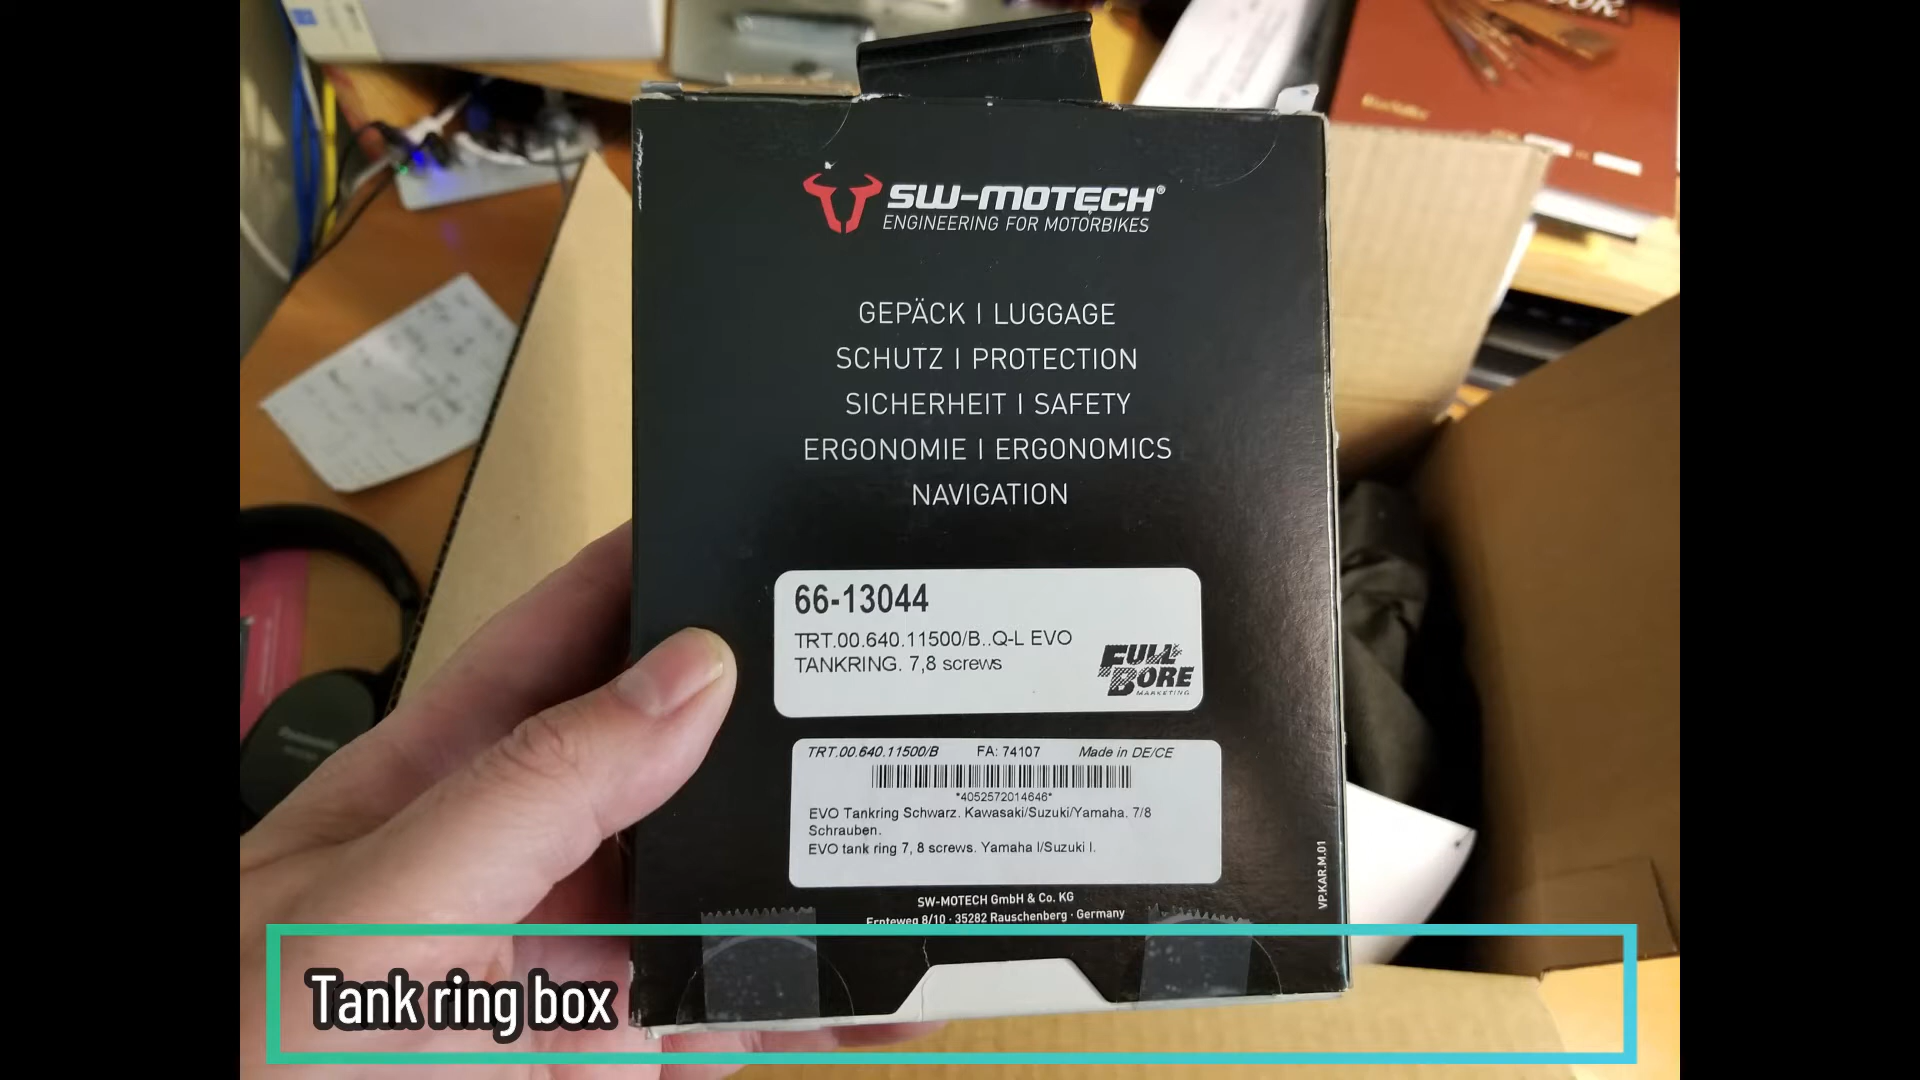 SW-MOTECH®
ENGINEERING FOR MOTORBIKES
GEPÄCK I LUGGAGE
SCHUTZ I PROTECTION
SICHERHEIT I SAFETY
ERGONOMIE I ERGONOMICS
NAVIGATION
66-13044
TRT.00.640.11500/B..Q-L EVO
TANKRING. 7,8 screws
FULL BORE
MARKETING
TRT.00.640.11500/B FA: 74107 Made in DE/CE
*4052572014646*
EVO Tankring Schwarz. Kawasaki/Suzuki/Yamaha. 7/8
Schrauben.
EVO tank ring 7, 8 screws. Yamaha I/Suzuki I.
VP.KAR.M.01
SW-MOTECH GmbH & Co. KG
Ernteweg 8/10 · 35282 Rauschenberg · Germany
Tank ring box